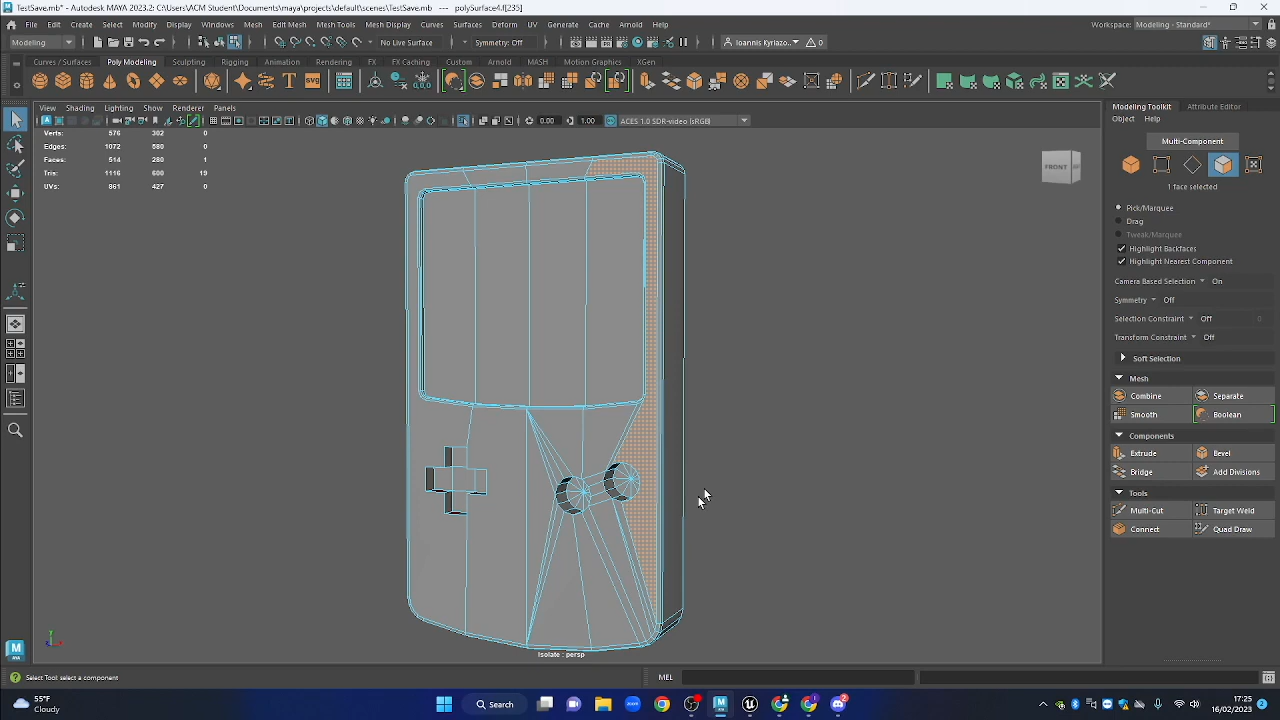 TestSave.mb* - Autodesk MAYA 2023.2: C:\Users\ACM Student\Documents\maya\projects\default\scenes\TestSave.mb --- polySurface4.f[235]
File Edit Create Select Modify Display Windows Mesh Edit Mesh Mesh Tools Mesh Display Curves Surfaces Deform UV Generate Cache Arnold Help
Workspace: Modeling - Standard*
Modeling
No Live Surface
Symmetry: Off
Ioannis Kyriazo..
0
Curves / Surfaces Poly Modeling Sculpting Rigging Animation Rendering FX FX Caching Custom Arnold MASH Motion Graphics XGen
SVG
View Shading Lighting Show Renderer Panels
0.00 1.00 ACES 1.0 SDR-video (sRGB)
Verts: 576 302 0
Edges: 1072 580 0
Faces: 514 280 1
Tris: 1116 600 19
UVs: 861 427 0
FRONT
Isolate : persp
Modeling Toolkit Attribute Editor
Object Help
Multi-Component
1 face selected
Pick/Marquee
Drag
Tweak/Marquee
Highlight Backfaces
Highlight Nearest Component
Camera Based Selection On
Symmetry Off
Selection Constraint Off 0
Transform Constraint Off
Soft Selection
Mesh
Combine Separate
Smooth Boolean
Components
Extrude Bevel
Bridge Add Divisions
Tools
Multi-Cut Target Weld
Connect Quad Draw
Select Tool: select a component
MEL
55°F
Cloudy
Search
17:25
16/02/2023